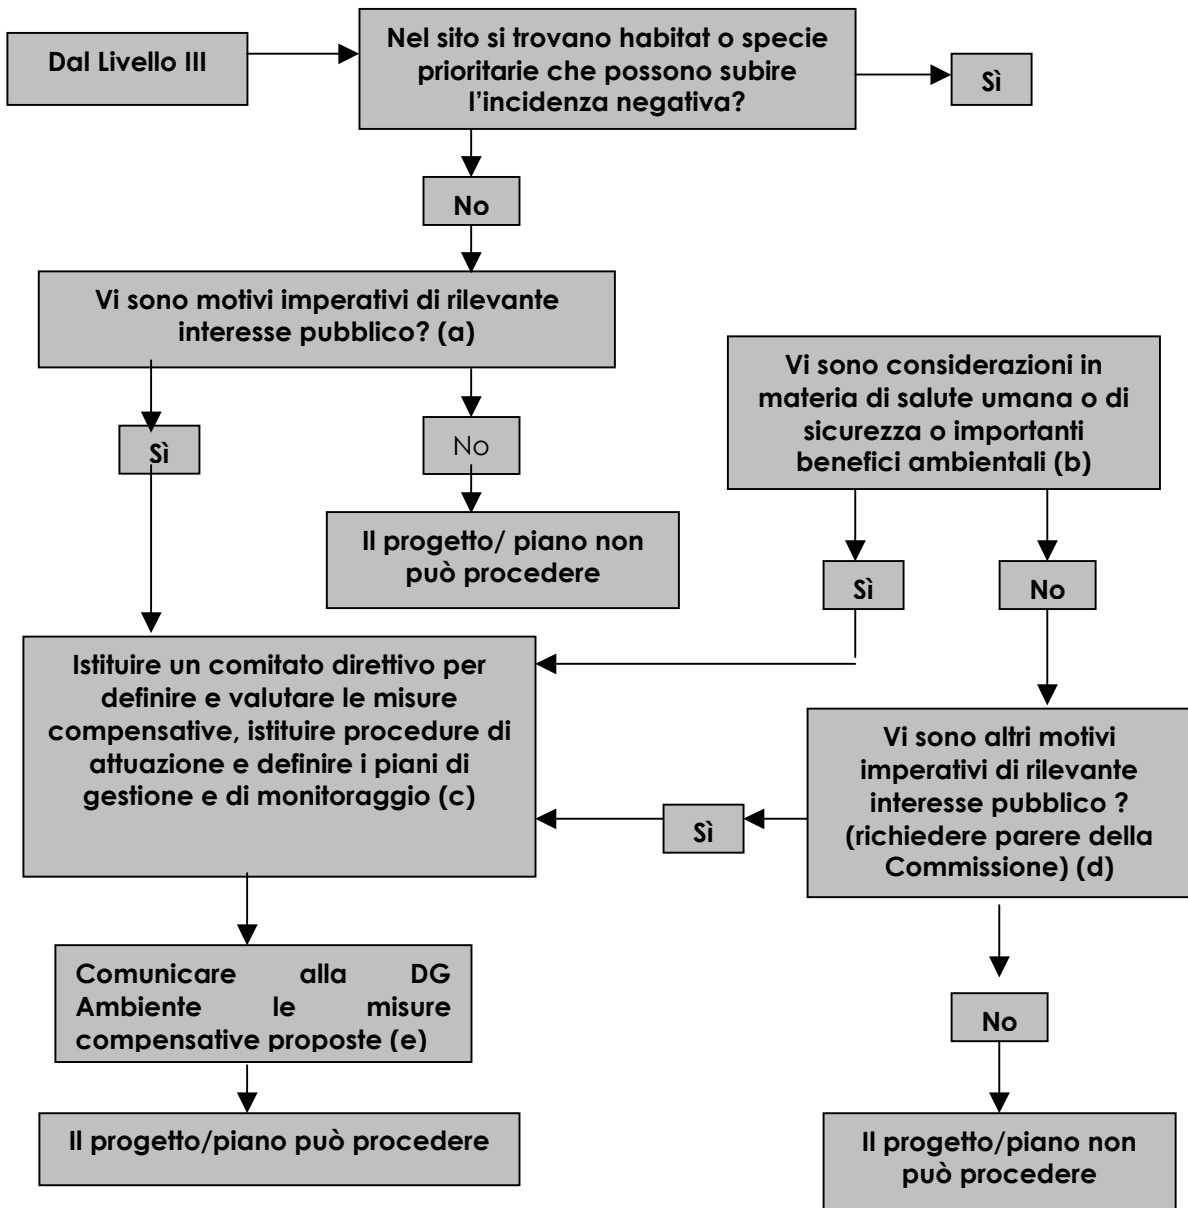 Dal Livello III
Nel sito si trovano habitat o specie
prioritarie che possono subire
l'incidenza negativa?
Sì
No
Vi sono motivi imperativi di rilevante
interesse pubblico? (a)
Sì
No
Il progetto/ piano non
può procedere
Vi sono considerazioni in
materia di salute umana o di
sicurezza o importanti
benefici ambientali (b)
Sì
No
Istituire un comitato direttivo per
definire e valutare le misure
compensative, istituire procedure di
attuazione e definire i piani di
gestione e di monitoraggio (c)
Sì
Vi sono altri motivi
imperativi di rilevante
interesse pubblico ?
(richiedere parere della
Commissione) (d)
Comunicare alla DG
Ambiente le misure
compensative proposte (e)
No
Il progetto/piano può procedere
Il progetto/piano non
può procedere